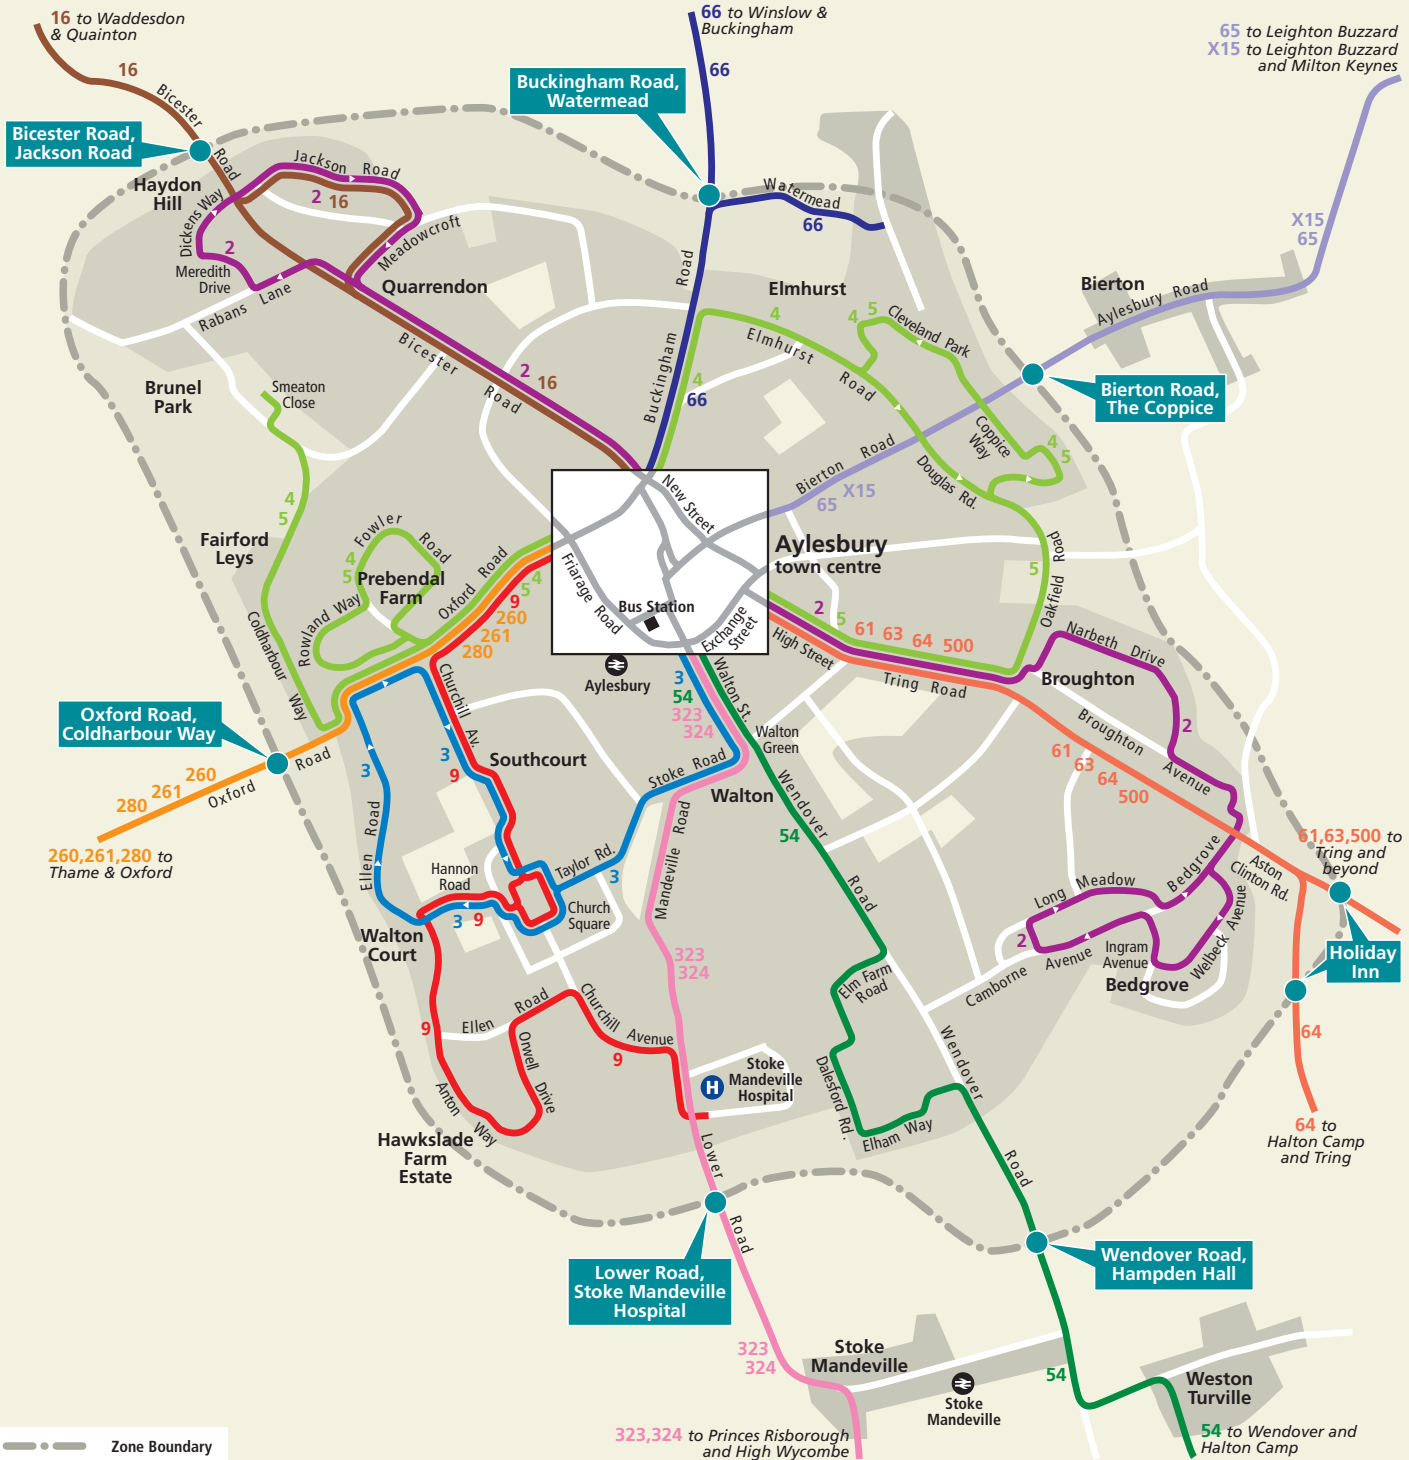 16 to Waddesdon
& Quainton
16
Bicester
Road
66 to Winslow &
Buckingham
66
65 to Leighton Buzzard
X15 to Leighton Buzzard
and Milton Keynes
Buckingham Road,
Watermead
Bicester Road,
Jackson Road
Haydon
Hill
Jackson Road
2
16
Dickens Way
2
Meredith
Drive
Meadowcroft
Rabans Lane
Quarrendon
Watermead
66
Road
Buckingham
X15
65
Bierton
Aylesbury Road
Elmhurst
4
Elmhurst
Road
4
5
Cleveland Park
Bicester
Road
2
16
4
66
Brunel
Park
Smeaton
Close
Bierton Road,
The Coppice
Coppice
Way
4
5
Bierton Road
X15
65
Douglas Rd.
4
5
Fairford
Leys
Fowler
Road
4
5
Prebendal
Farm
Rowland Way
Oxford Road
4
5
9
260
261
280
Coldharbour
Way
New Street
Friarage Road
Bus Station
Exchange
Street
Aylesbury
town centre
Aylesbury
5
Oakfield Road
2
5
61 63 64 500
High Street
Tring Road
Narbeth Drive
Broughton
2
Broughton
Avenue
61
63
64
500
3
54
323
324
Walton St.
Walton
Green
Oxford Road,
Coldharbour Way
Road
Oxford
260
261
280
260,261,280 to
Thame & Oxford
Churchill Av.
3
3
9
Southcourt
Stoke Road
Walton
Wendover
54
Road
Mandeville Road
Taylor Rd.
3
Ellen Road
Hannon
Road
3
9
Church
Square
Walton
Court
61,63,500 to
Tring and
beyond
Aston
Clinton Rd.
Bedgrove
Long Meadow
2
Avenue
Camborne
Ingram
Avenue
Welbeck Avenue
Bedgrove
Holiday
Inn
64
64 to
Halton Camp
and Tring
323
324
Elm Farm
Road
Wendover
Road
9
Ellen Road
Orwell Drive
Churchill Avenue
9
Anton
Way
Hawkslade
Farm
Estate
H
Stoke
Mandeville
Hospital
Dalesford Rd.
Elham Way
Lower
Road
Lower Road,
Stoke Mandeville
Hospital
Wendover Road,
Hampden Hall
323
324
Stoke
Mandeville
Stoke
Mandeville
54
Weston
Turville
54 to Wendover and
Halton Camp
323,324 to Princes Risborough
and High Wycombe
Zone Boundary